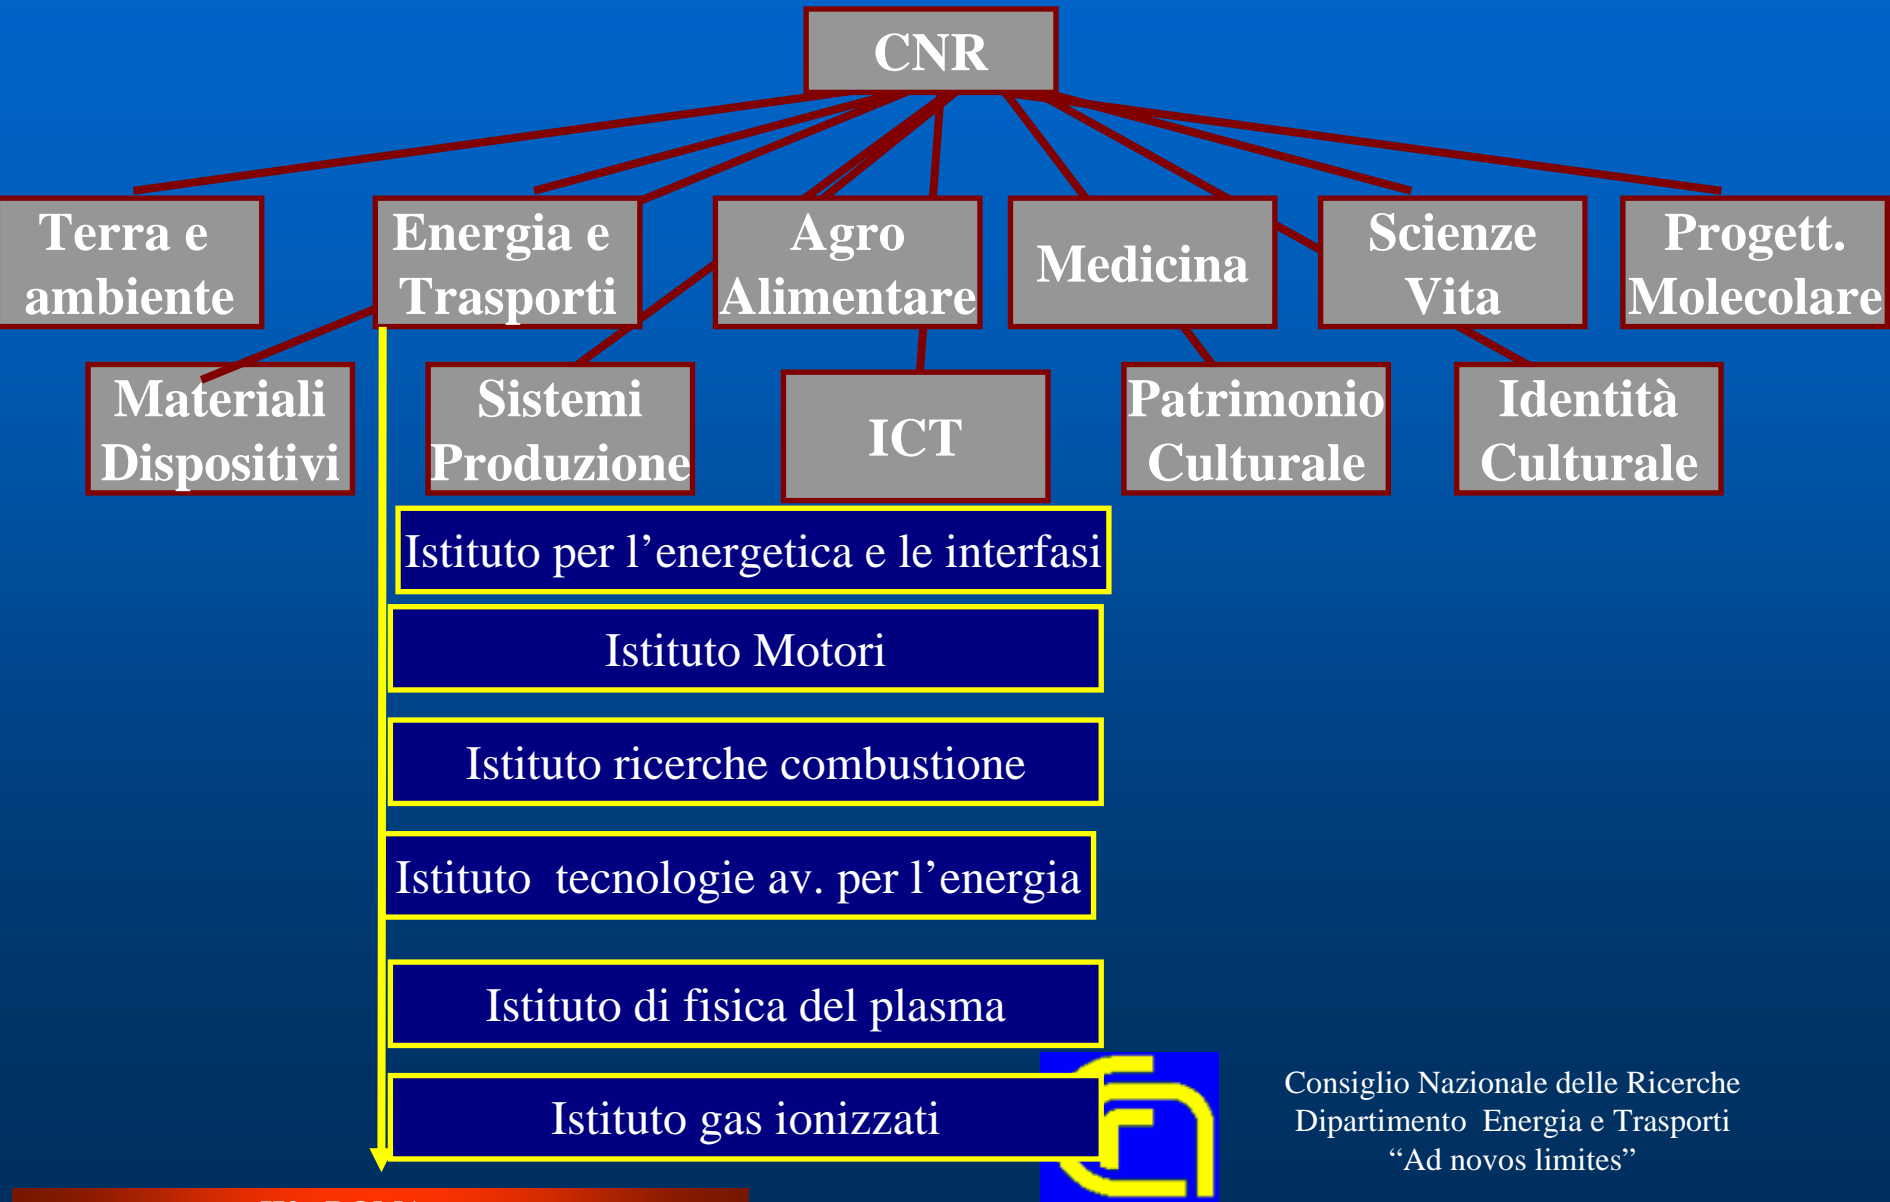 CNR
Terra e
ambiente
Energia e
Trasporti
Agro
Alimentare
Medicina
Scienze
Vita
Progett.
Molecolare
Materiali
Dispositivi
Sistemi
Produzione
ICT
Patrimonio
Culturale
Identità
Culturale
Istituto per l’energetica e le interfasi
Istituto Motori
Istituto ricerche combustione
Istituto tecnologie av. per l’energia
Istituto di fisica del plasma
Istituto gas ionizzati
Consiglio Nazionale delle Ricerche
Dipartimento Energia e Trasporti
“Ad novos limites”